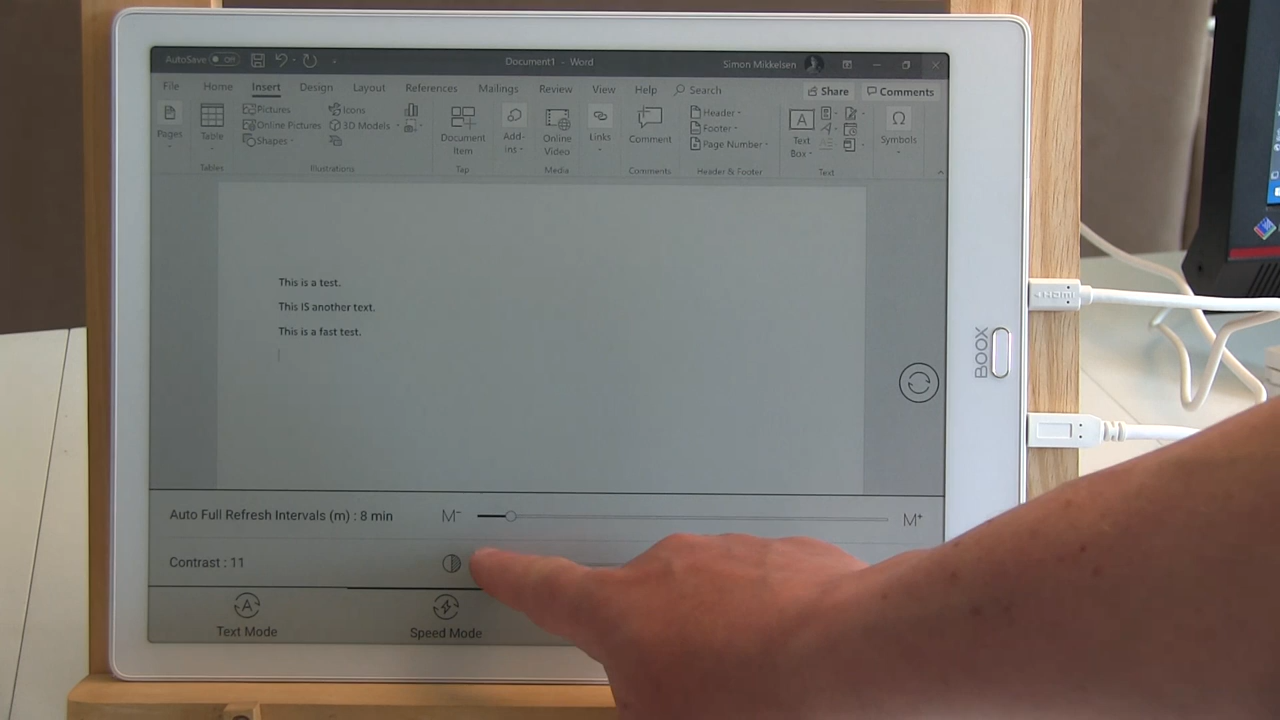 AutoSave Off Document1 - Word Simon Mikkelsen
File Home Insert Design Layout References Mailings Review View Help Search Share Comments
Pages
Table
Pictures
Online Pictures
Shapes
Icons
3D Models
Document
Item
Add-
ins
Online
Video
Links
Comment
Header
Footer
Page Number
A
Text
Box
Ω
Symbols
Tables Illustrations Tap Media Comments Header & Footer Text
This is a test.
This IS another text.
This is a fast test.
BOOX
HDMI
Auto Full Refresh Intervals (m) : 8 min M- M+
Contrast : 11
A
Text Mode Speed Mode